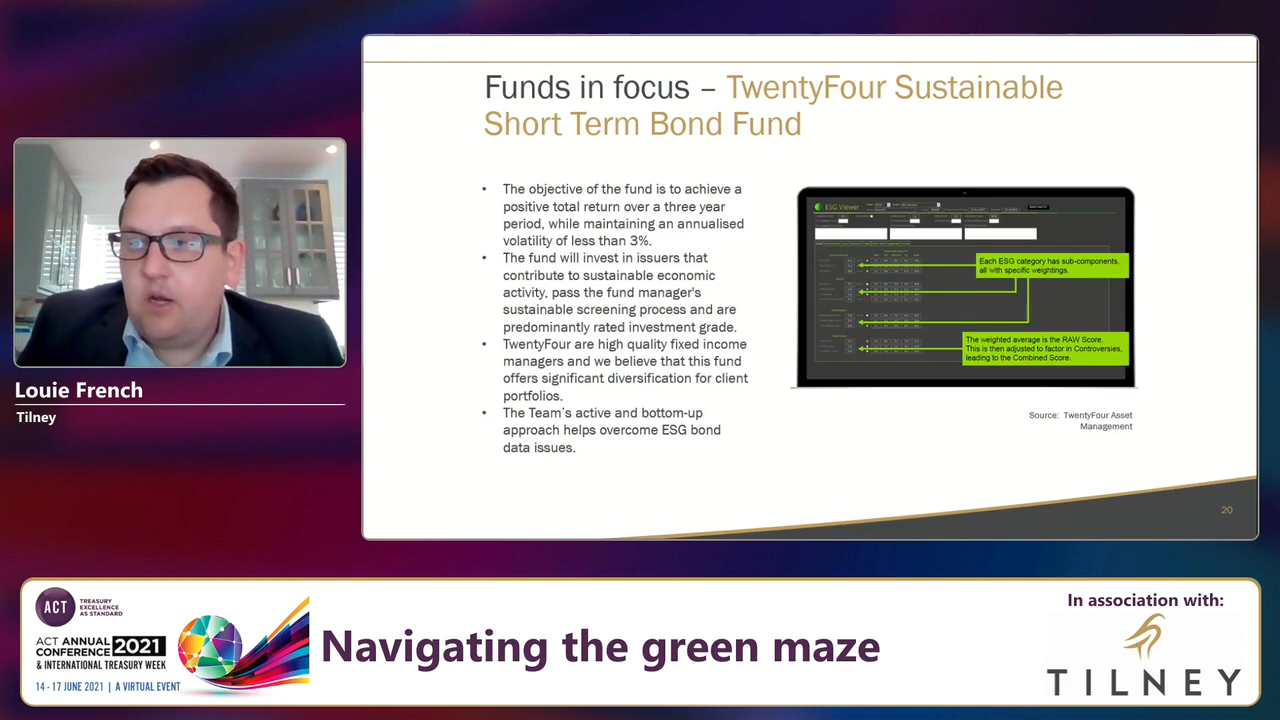 Funds in focus – TwentyFour Sustainable
Short Term Bond Fund
• The objective of the fund is to achieve a
positive total return over a three year
period, while maintaining an annualised
volatility of less than 3%.
• The fund will invest in issuers that
contribute to sustainable economic
activity, pass the fund manager's
sustainable screening process and are
predominantly rated investment grade.
• TwentyFour are high quality fixed income
managers and we believe that this fund
offers significant diversification for client
portfolios.
• The Team's active and bottom-up
approach helps overcome ESG bond
data issues.
ESG Viewer
Each ESG category has sub-components,
all with specific weightings.
The weighted average is the RAW Score.
This is then adjusted to factor in Controversies,
leading to the Combined Score.
Source: TwentyFour Asset
Management
20
Louie French
Tilney
ACT
TREASURY
EXCELLENCE
AS STANDARD
ACT ANNUAL
CONFERENCE 2021
& INTERNATIONAL TREASURY WEEK
14 - 17 JUNE 2021 | A VIRTUAL EVENT
Navigating the green maze
In association with:
TILNEY